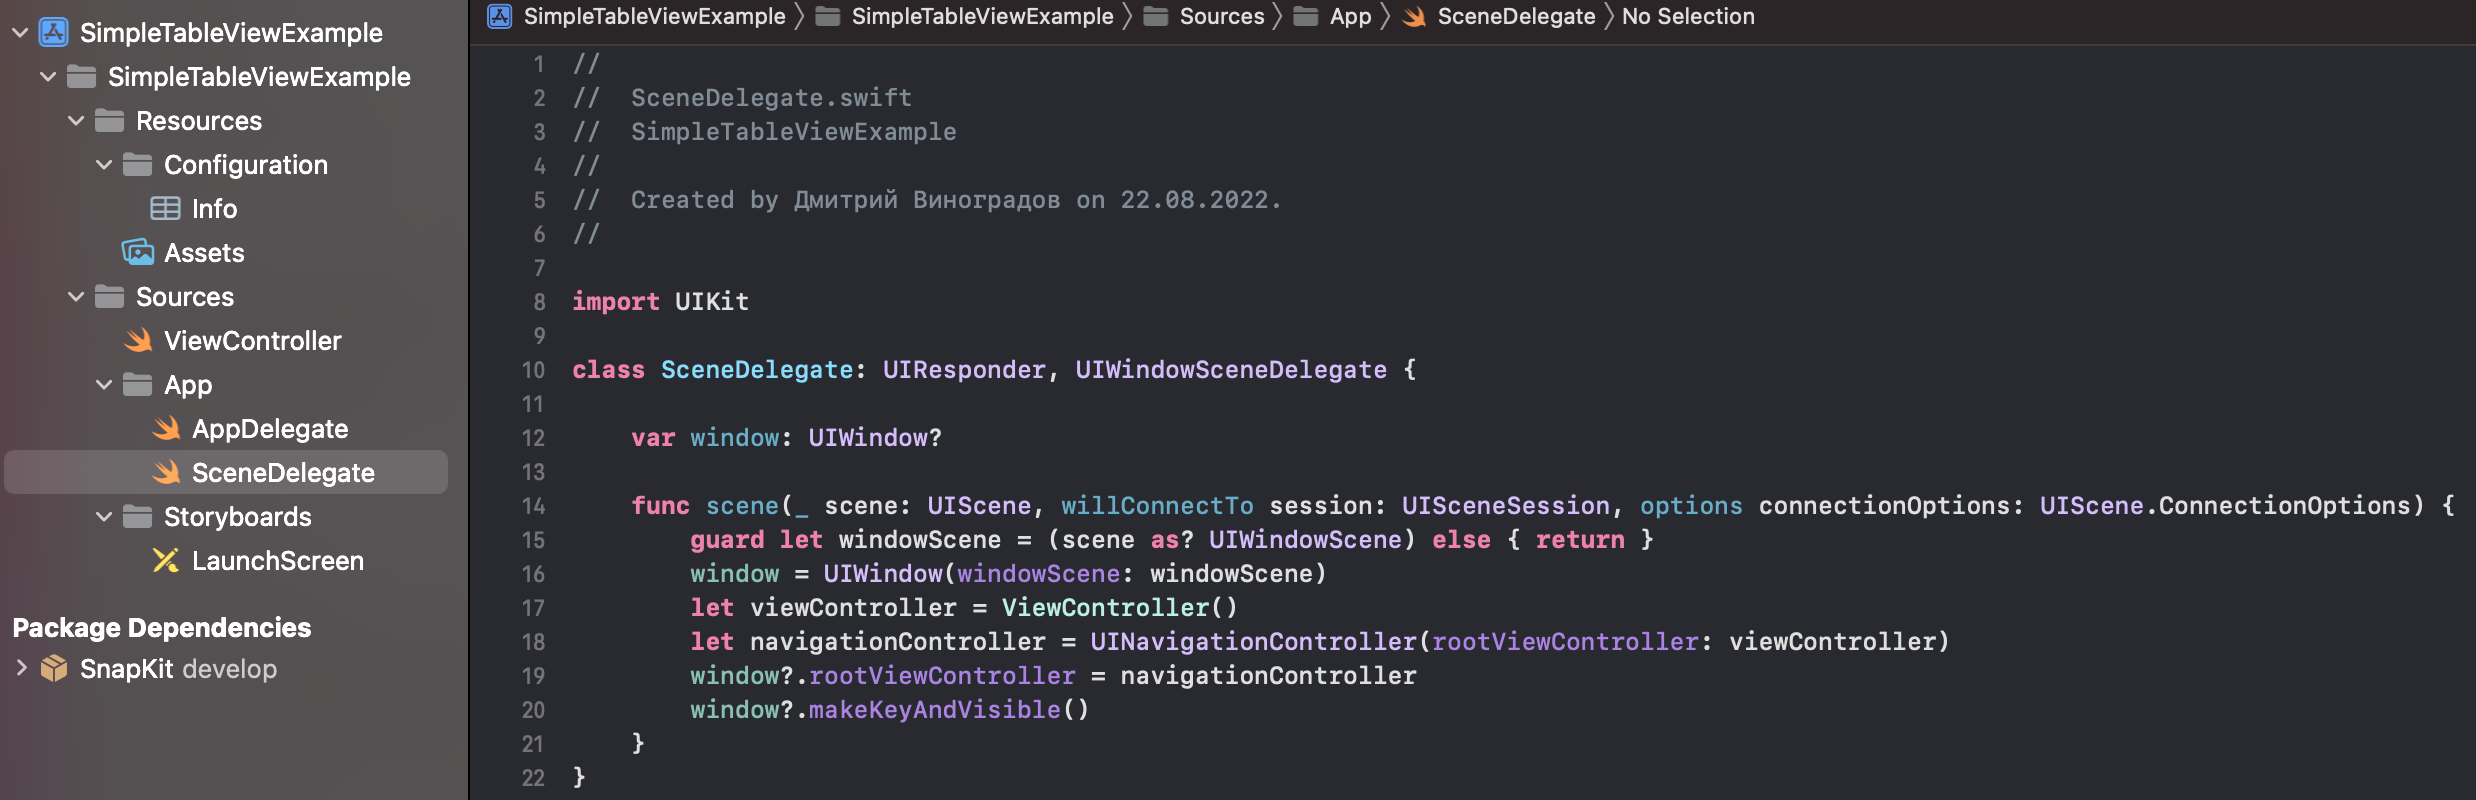 SimpleTableViewExample
SimpleTableViewExample
Resources
Configuration
Info
Assets
Sources
ViewController
App
AppDelegate
SceneDelegate
Storyboards
LaunchScreen
Package Dependencies
SnapKit develop
SimpleTableViewExample 〉 SimpleTableViewExample 〉 Sources 〉 App 〉 SceneDelegate 〉 No Selection
1 //
2 //  SceneDelegate.swift
3 //  SimpleTableViewExample
4 //
5 //  Created by Дмитрий Виноградов on 22.08.2022.
6 //
7
8 import UIKit
9
10 class SceneDelegate: UIResponder, UIWindowSceneDelegate {
11
12     var window: UIWindow?
13
14     func scene(_ scene: UIScene, willConnectTo session: UISceneSession, options connectionOptions: UIScene.ConnectionOptions) {
15         guard let windowScene = (scene as? UIWindowScene) else { return }
16         window = UIWindow(windowScene: windowScene)
17         let viewController = ViewController()
18         let navigationController = UINavigationController(rootViewController: viewController)
19         window?.rootViewController = navigationController
20         window?.makeKeyAndVisible()
21     }
22 }